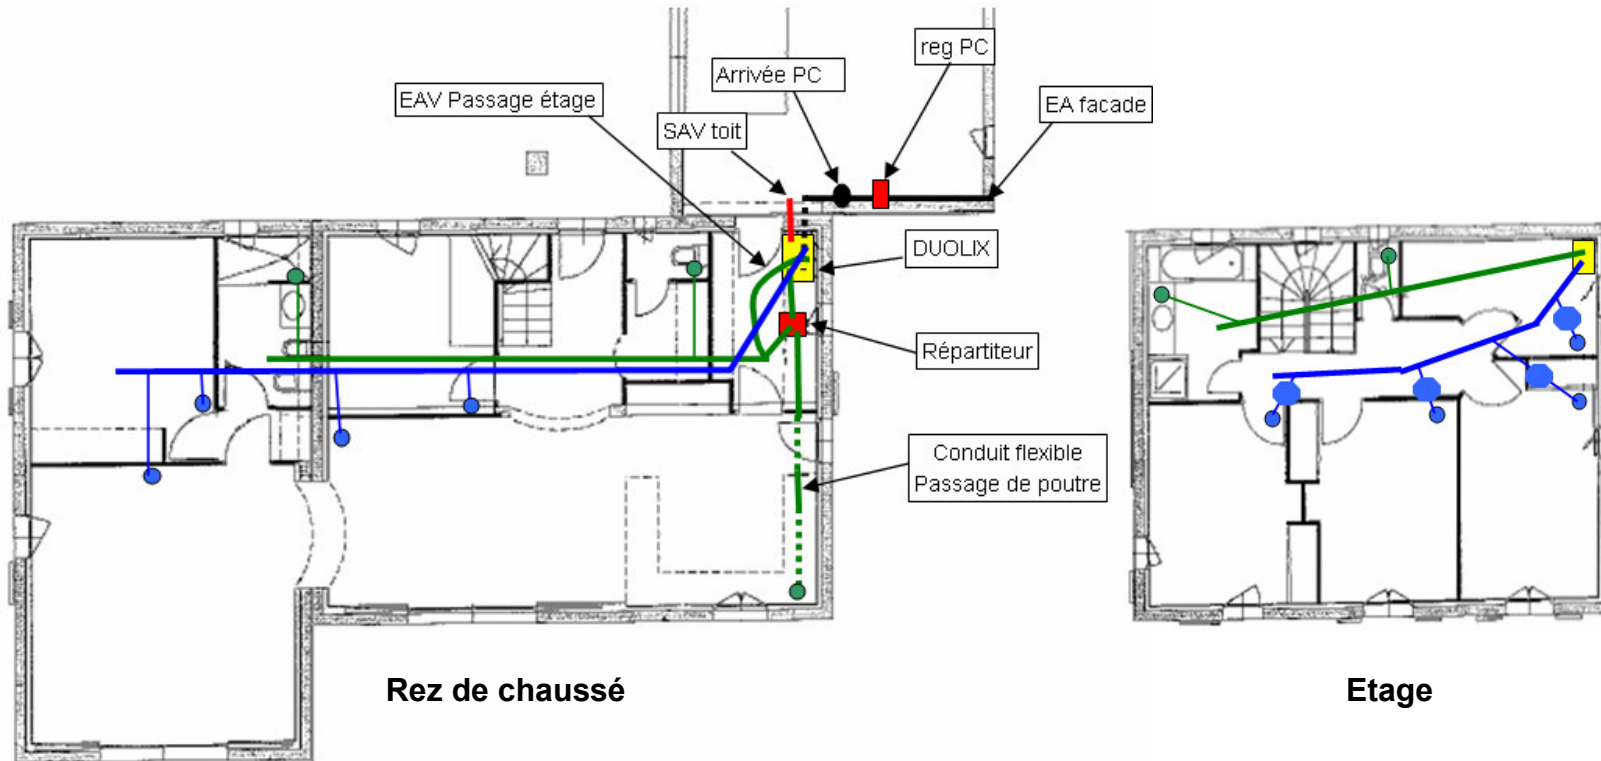 reg PC
Arrivée PC
EAV Passage étage
EA facade
SAV toit
DUOLIX
Répartiteur
Conduit flexible
Passage de poutre
Rez de chaussé
Etage